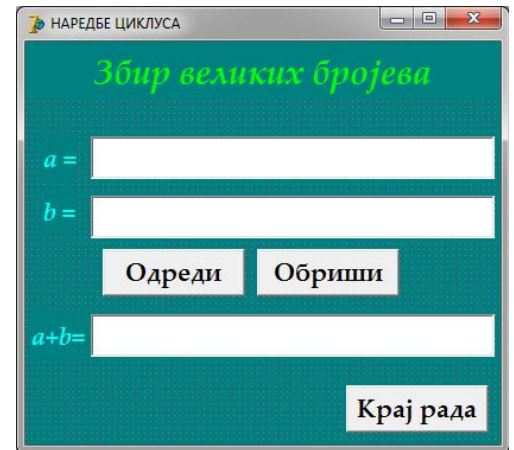 НАРЕДБЕ ЦИКЛУСА
Збир великих бројева
a =
b =
Одреди Обриши
a+b=
Крај рада